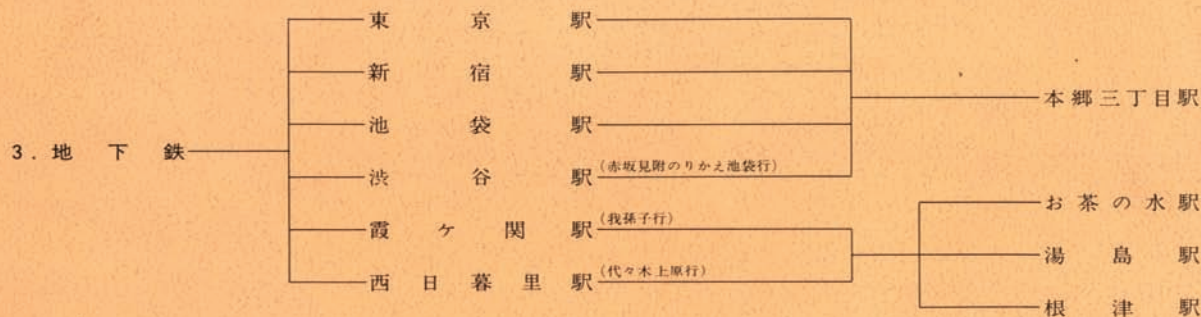 東京駅
新宿駅
本郷三丁目駅
池袋駅
3.地下鉄
渋谷駅(赤坂見附のりかえ池袋行)
お茶の水駅
霞ケ関駅(我孫子行)
湯島駅
西日暮里駅(代々木上原行)
根津駅